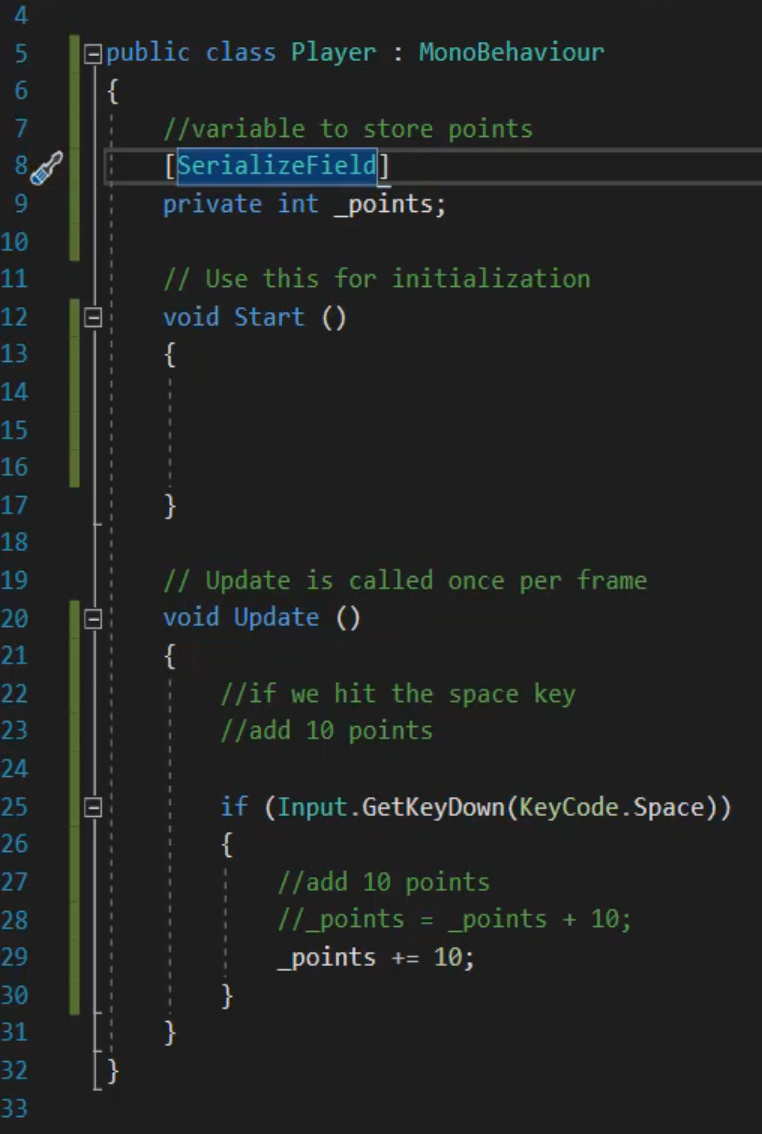 4
5 public class Player : MonoBehaviour
6 {
7 //variable to store points
8 [SerializeField]
9 private int _points;
10
11 // Use this for initialization
12 void Start ()
13 {
14
15
16
17 }
18
19 // Update is called once per frame
20 void Update ()
21 {
22 //if we hit the space key
23 //add 10 points
24
25 if (Input.GetKeyDown(KeyCode.Space))
26 {
27 //add 10 points
28 //_points = _points + 10;
29 _points += 10;
30 }
31 }
32 }
33